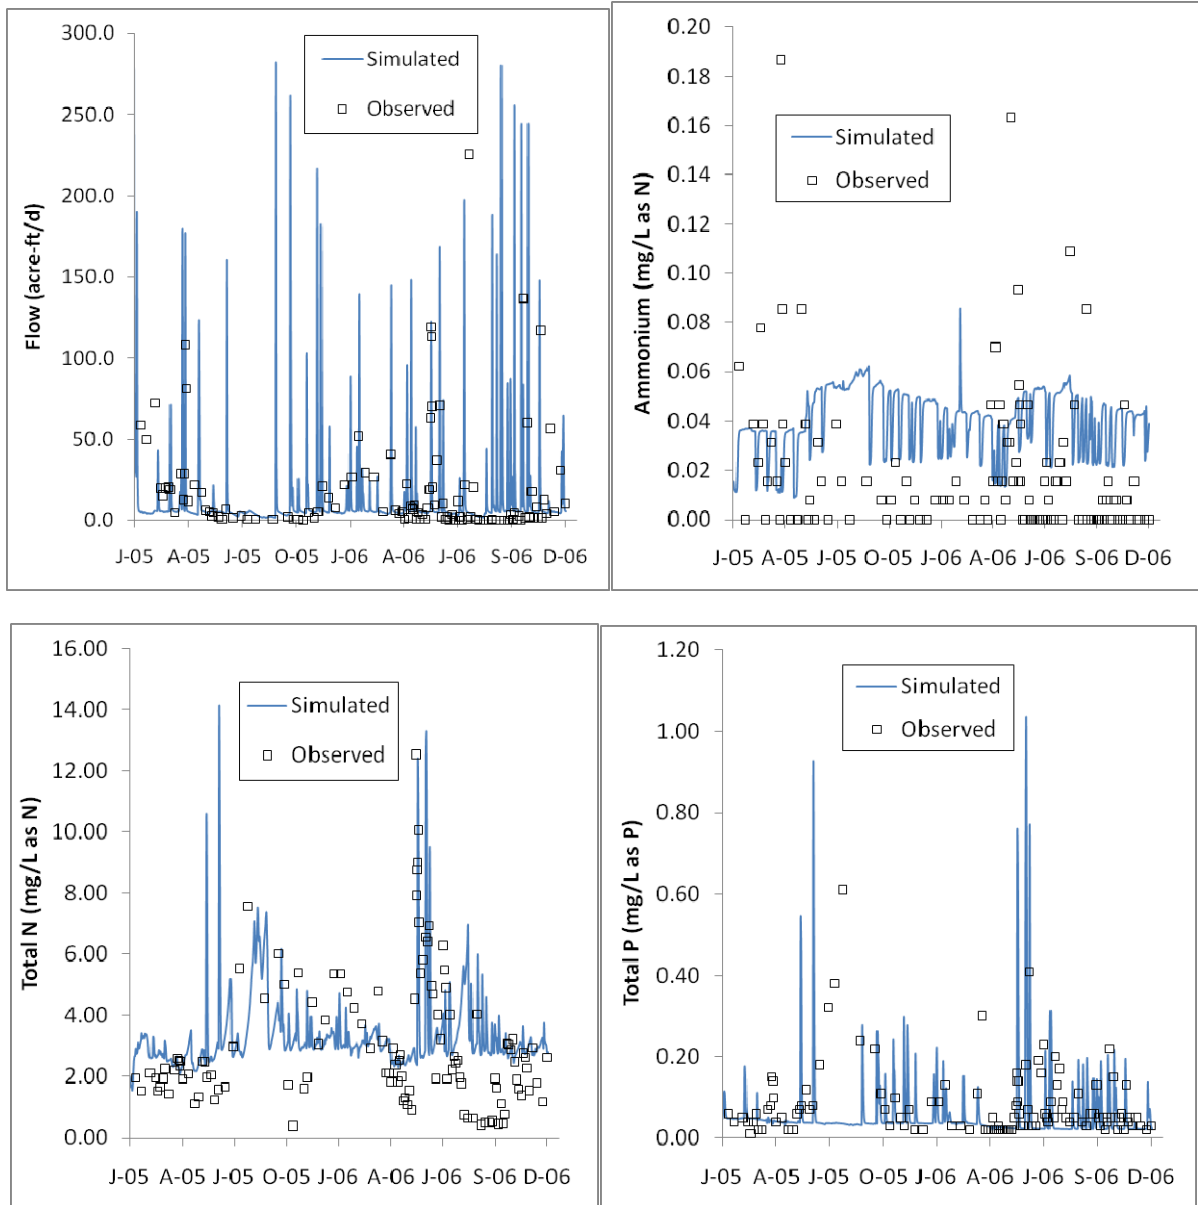 300.0
250.0
200.0
150.0
100.0
50.0
0.0
Flow (acre-ft/d)
Simulated
Observed
J-05 A-05 J-05 O-05 J-06 A-06 J-06 S-06 D-06
0.20
0.18
0.16
0.14
0.12
0.10
0.08
0.06
0.04
0.02
0.00
Ammonium (mg/L as N)
Simulated
Observed
J-05 A-05 J-05 O-05 J-06 A-06 J-06 S-06 D-06
16.00
14.00
12.00
10.00
8.00
6.00
4.00
2.00
0.00
Total N (mg/L as N)
Simulated
Observed
J-05 A-05 J-05 O-05 J-06 A-06 J-06 S-06 D-06
1.20
1.00
0.80
0.60
0.40
0.20
0.00
Total P (mg/L as P)
Simulated
Observed
J-05 A-05 J-05 O-05 J-06 A-06 J-06 S-06 D-06